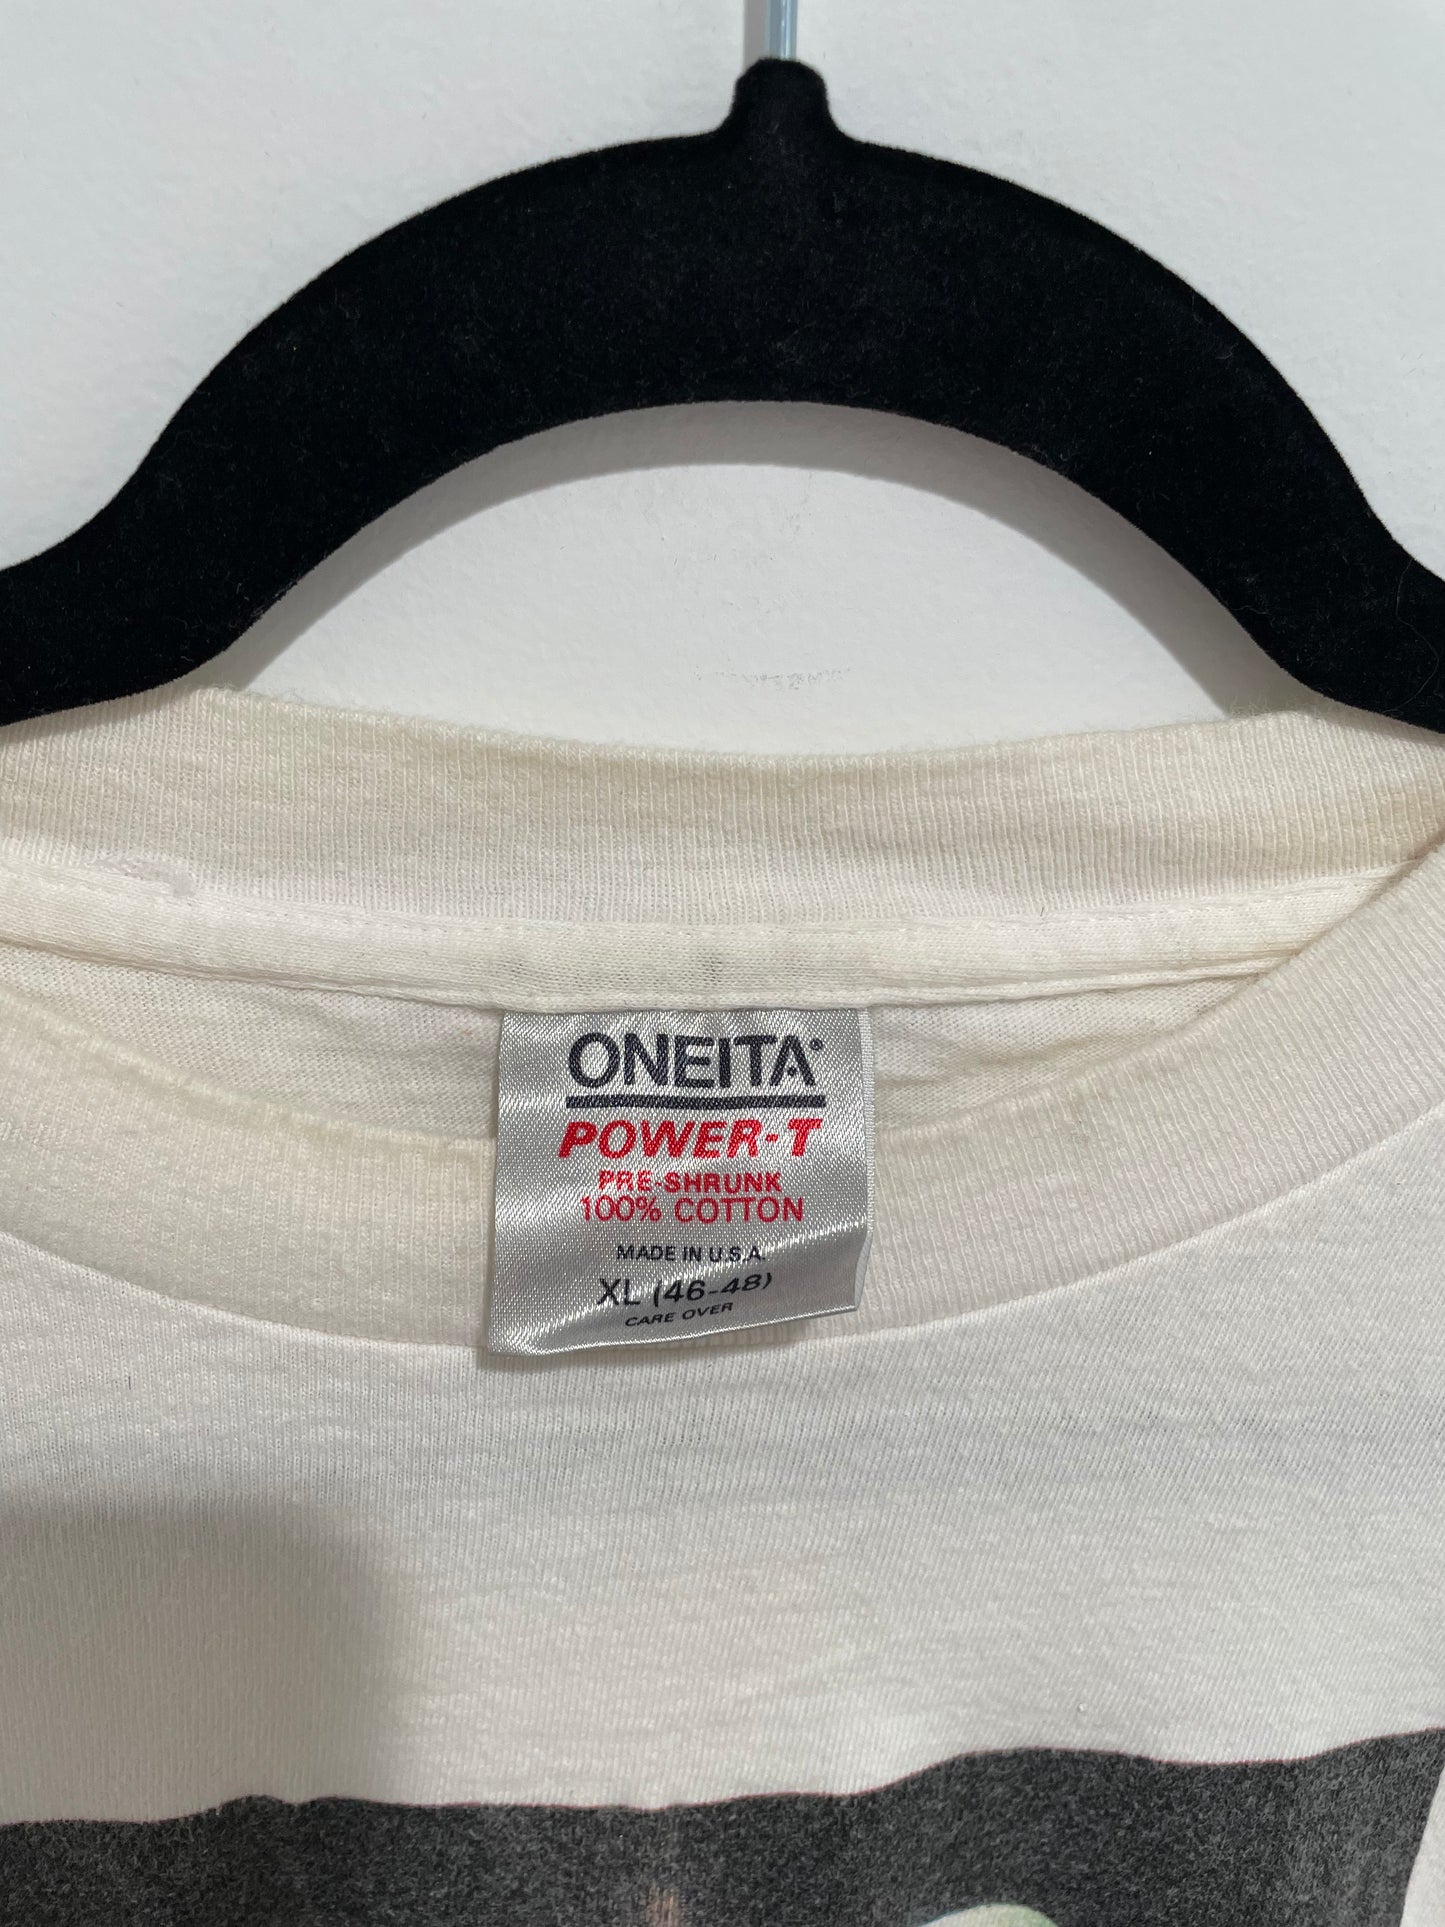 ONEITA®
POWER-T
PRE-SHRUNK
100% COTTON
MADE IN U.S.A.
XL (46-48)
CARE OVER